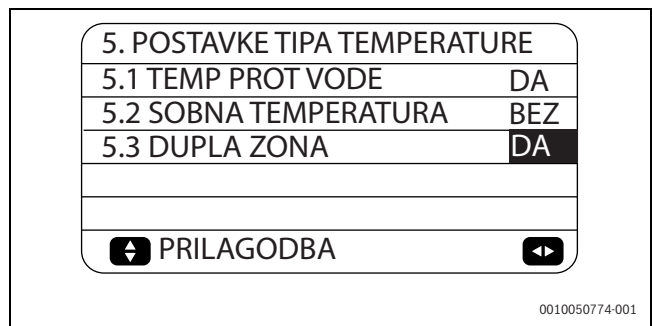 5. POSTAVKE TIPA TEMPERATURE
5.1 TEMP PROT VODE DA
5.2 SOBNA TEMPERATURA BEZ
5.3 DUPLA ZONA DA
PRILAGODBA
0010050774-001